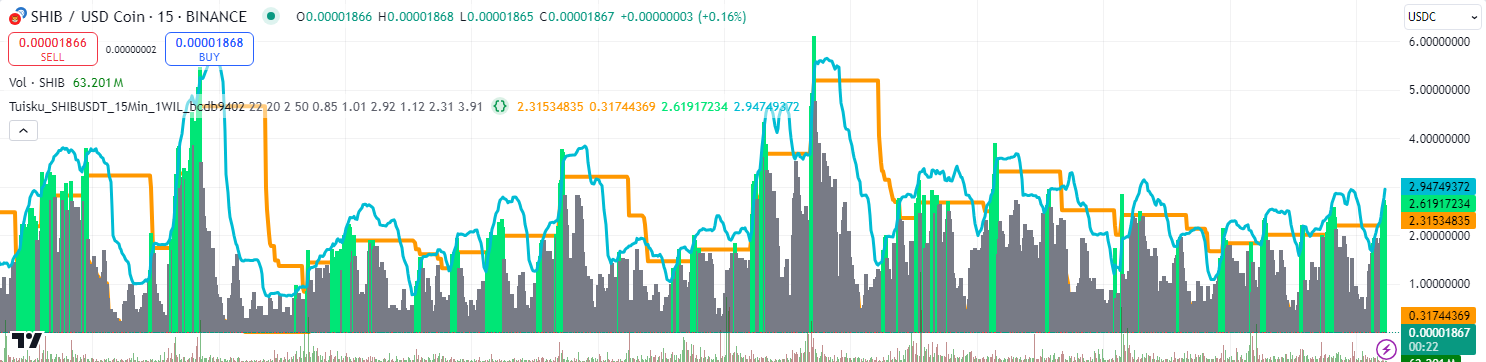 SHIB / USD Coin · 15 · BINANCE O0.00001866 H0.00001868 L0.00001865 C0.00001867 +0.00000003 (+0.16%)
USDC
0.00001866
SELL
0.00000002
0.00001868
BUY
Vol · SHIB 63.201 M
Tuisku_SHIBUSDT_15Min_1WIL_bcdb9402 22 20 2 50 0.85 1.01 2.92 1.12 2.31 3.91 {} 2.31534835 0.31744369 2.61917234 2.94749372
6.00000000
5.00000000
4.00000000
2.94749372
2.61917234
2.31534835
2.00000000
1.00000000
0.31744369
0.00001867
00:22
63.201 M